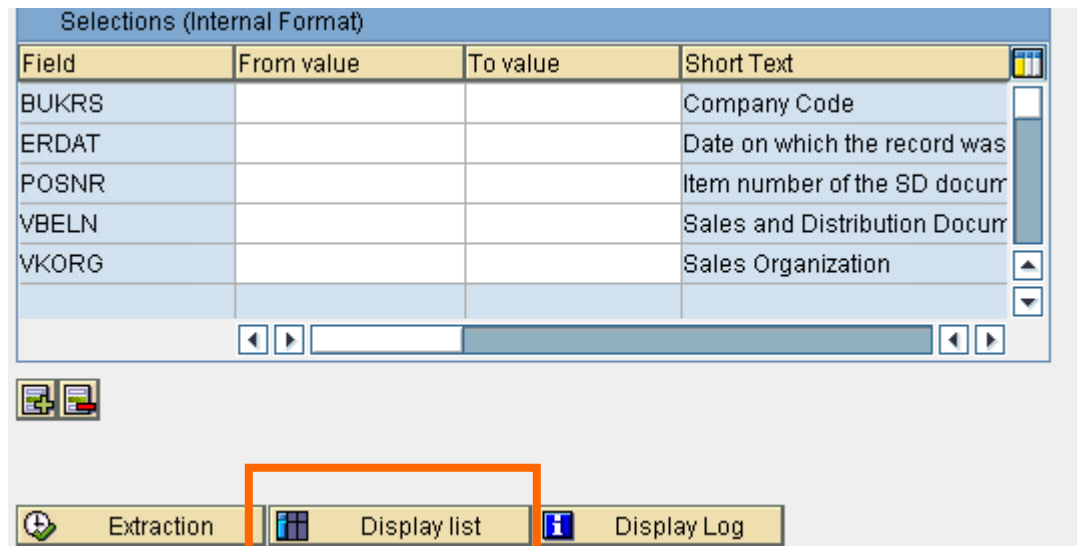 Selections (Internal Format)
Field From value To value Short Text
BUKRS Company Code
ERDAT Date on which the record was
POSNR Item number of the SD docum
VBELN Sales and Distribution Docum
VKORG Sales Organization
Extraction Display list Display Log